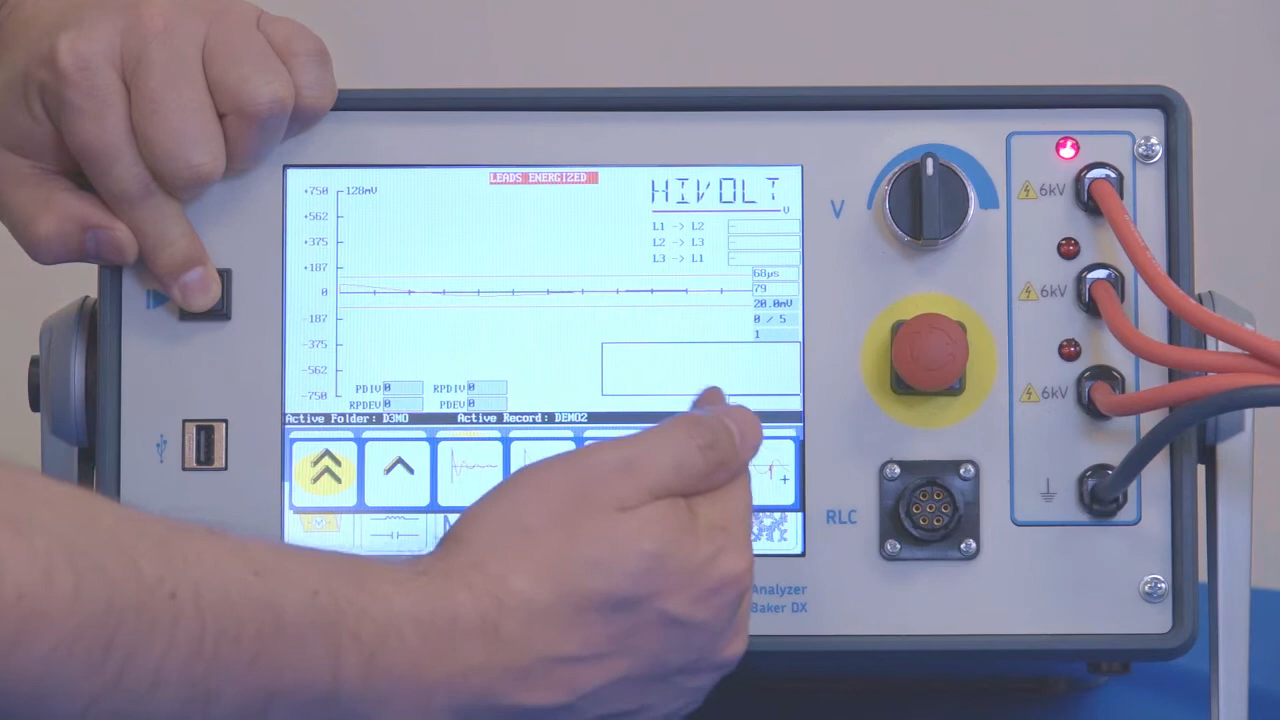 LEADS ENERGIZED
+750
128mV
HIVOLT
V
+562
L1 -> L2
+375
L2 -> L3
L3 -> L1
+187
68µs
0
79
20.0mV
-187
0 / 5
1
-375
-562
PDIV 0
RPDIV 0
-750
RPDEV 0
PDEV 0
Active Folder: D3MO
Active Record: DEMO2
V
6kV
6kV
6kV
RLC
Analyzer
Baker DX